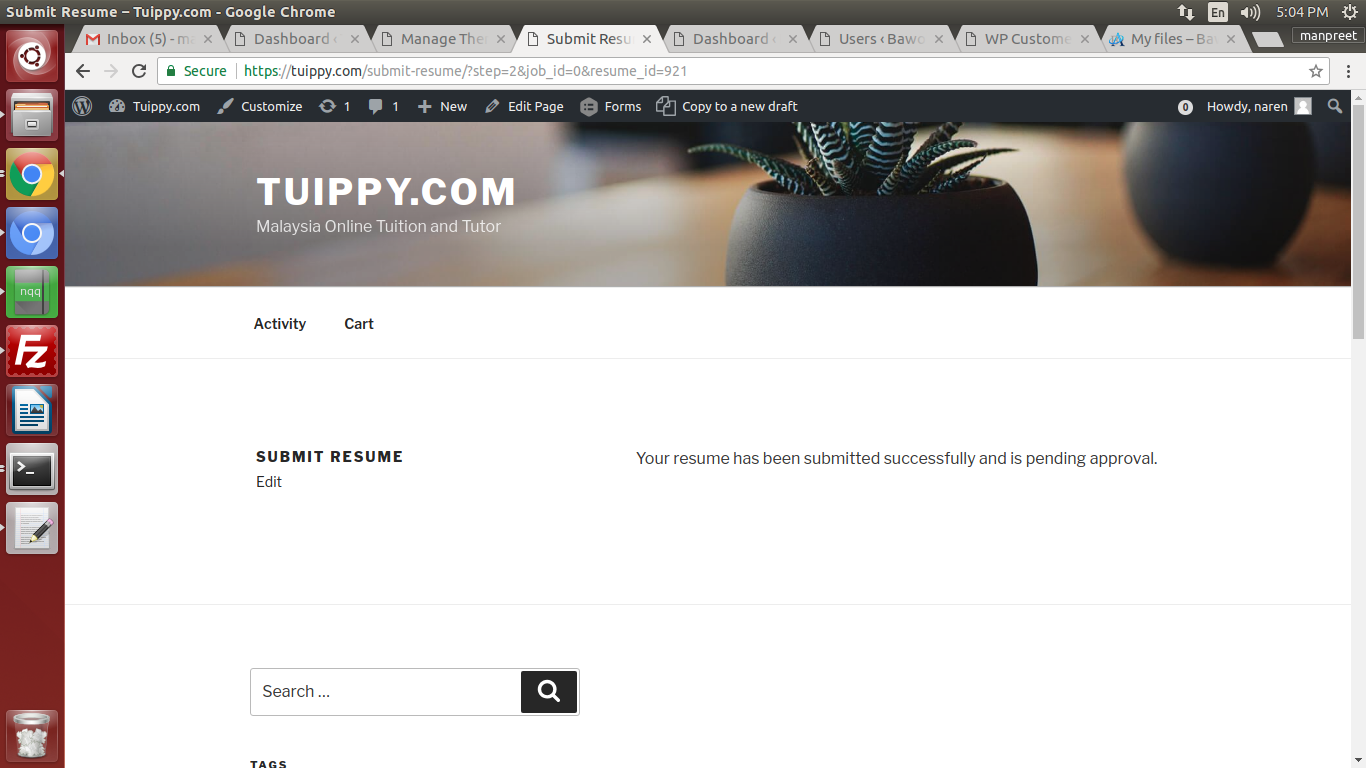 Submit Resume – Tuippy.com - Google Chrome
En
5:04 PM
Inbox (5) - ma
Dashboard ‹
Manage The
Submit Resu
Dashboard ‹
Users ‹ Bawo
WP Custome
My files – Ba
manpreet
Secure
https://tuippy.com/submit-resume/?step=2&job_id=0&resume_id=921
Tuippy.com
Customize
1
1
New
Edit Page
Forms
Copy to a new draft
0
Howdy, naren
TUIPPY.COM
Malaysia Online Tuition and Tutor
nqq
Fz
Activity
Cart
SUBMIT RESUME
Edit
Your resume has been submitted successfully and is pending approval.
>_
Search …
TAGS